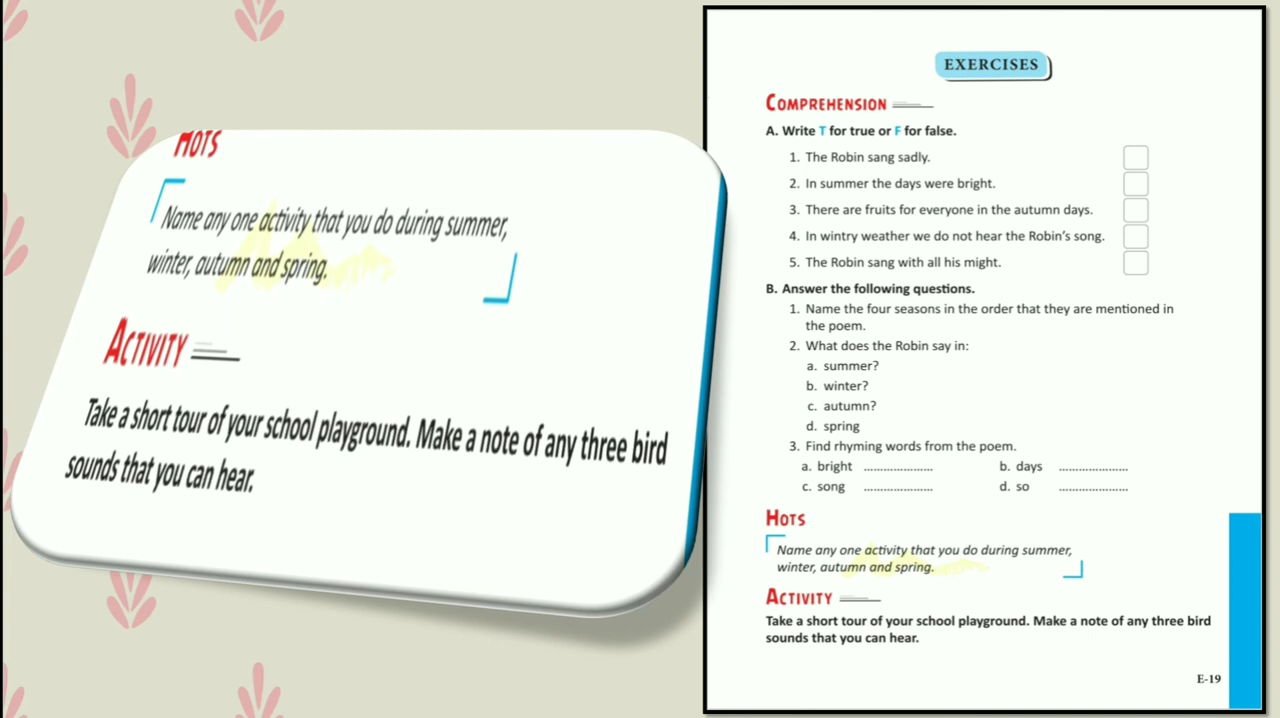 HOTS
Name any one activity that you do during summer,
winter, autumn and spring.
ACTIVITY
Take a short tour of your school playground. Make a note of any three bird
sounds that you can hear.
EXERCISES
COMPREHENSION
A. Write T for true or F for false.
1. The Robin sang sadly.
2. In summer the days were bright.
3. There are fruits for everyone in the autumn days.
4. In wintry weather we do not hear the Robin's song.
5. The Robin sang with all his might.
B. Answer the following questions.
1. Name the four seasons in the order that they are mentioned in
the poem.
2. What does the Robin say in:
a. summer?
b. winter?
c. autumn?
d. spring
3. Find rhyming words from the poem.
a. bright ..................... b. days .....................
c. song ..................... d. so .....................
HOTS
Name any one activity that you do during summer,
winter, autumn and spring.
ACTIVITY
Take a short tour of your school playground. Make a note of any three bird
sounds that you can hear.
E-19